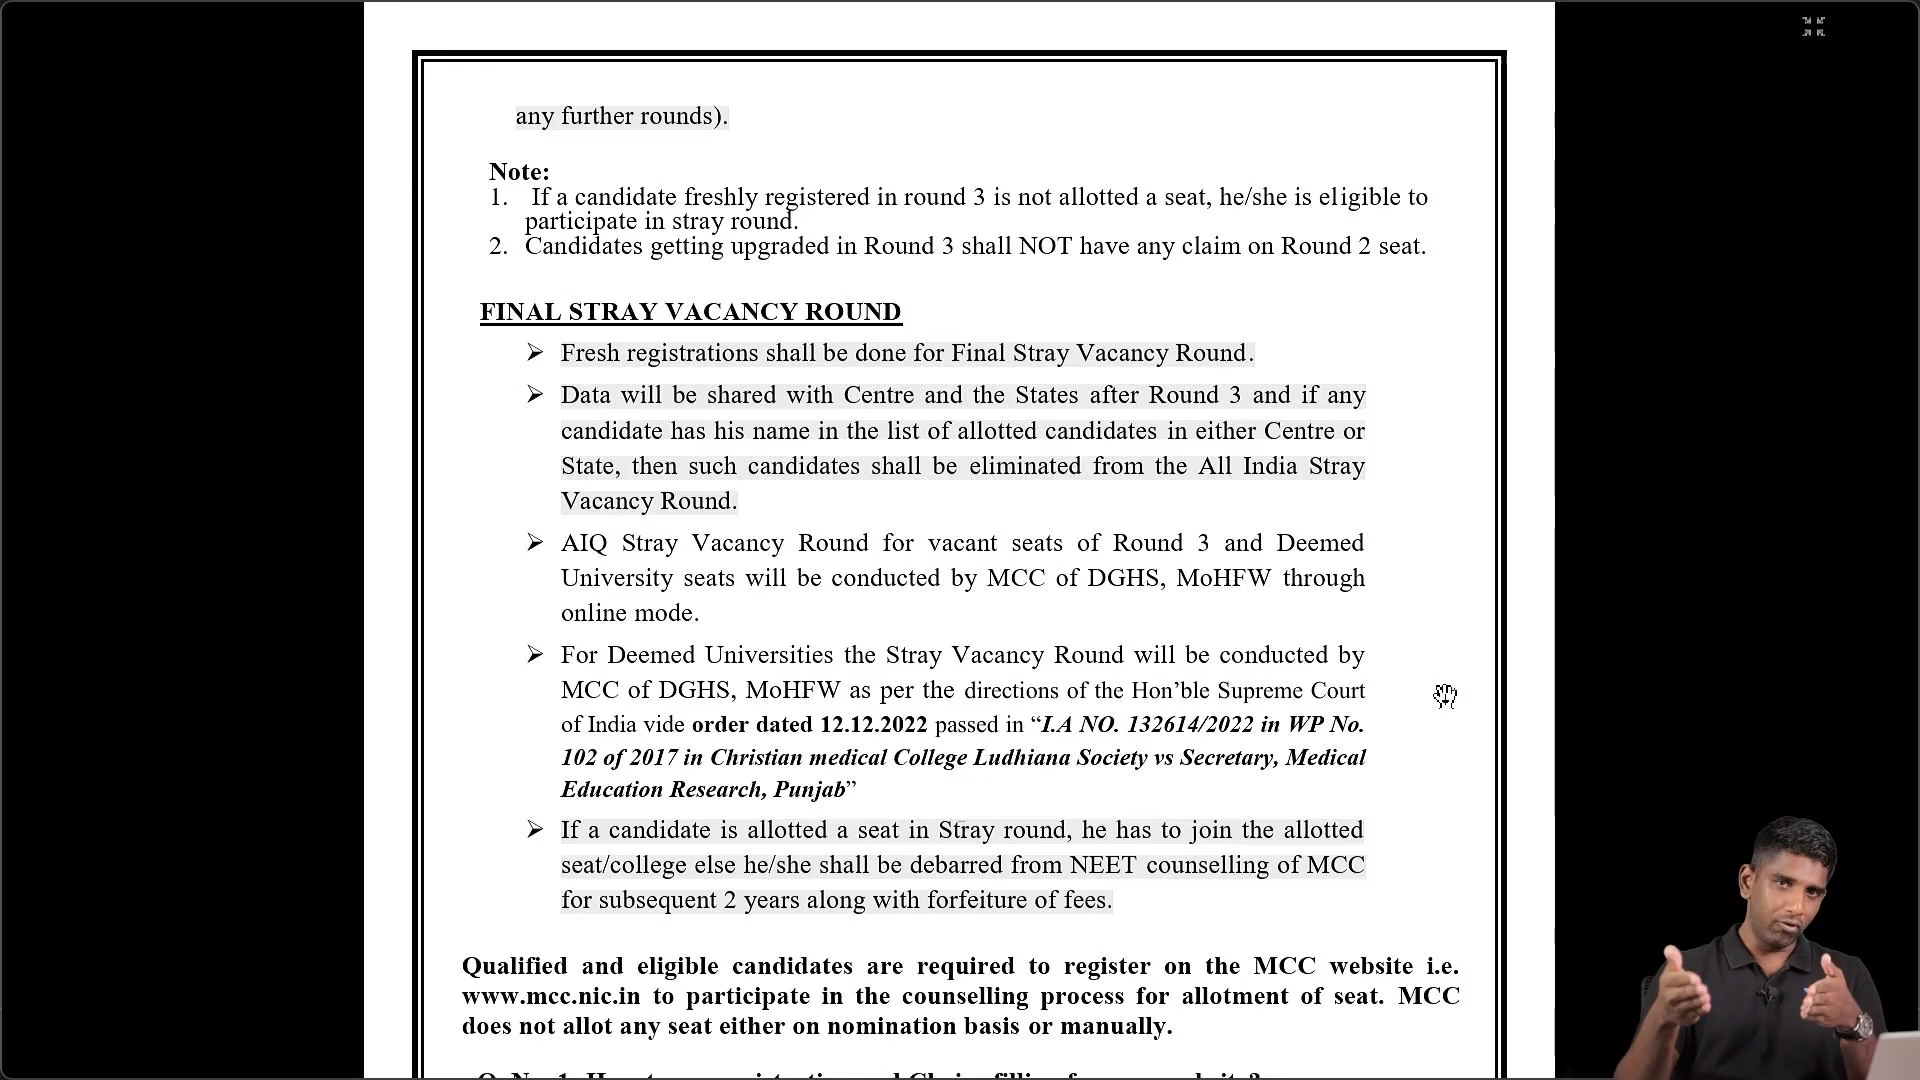 any further rounds).
Note:
1. If a candidate freshly registered in round 3 is not allotted a seat, he/she is eligible to
participate in stray round.
2. Candidates getting upgraded in Round 3 shall NOT have any claim on Round 2 seat.
FINAL STRAY VACANCY ROUND
➢ Fresh registrations shall be done for Final Stray Vacancy Round.
➢ Data will be shared with Centre and the States after Round 3 and if any
candidate has his name in the list of allotted candidates in either Centre or
State, then such candidates shall be eliminated from the All India Stray
Vacancy Round.
➢ AIQ Stray Vacancy Round for vacant seats of Round 3 and Deemed
University seats will be conducted by MCC of DGHS, MoHFW through
online mode.
➢ For Deemed Universities the Stray Vacancy Round will be conducted by
MCC of DGHS, MoHFW as per the directions of the Hon’ble Supreme Court
of India vide order dated 12.12.2022 passed in “I.A NO. 132614/2022 in WP No.
102 of 2017 in Christian medical College Ludhiana Society vs Secretary, Medical
Education Research, Punjab”
➢ If a candidate is allotted a seat in Stray round, he has to join the allotted
seat/college else he/she shall be debarred from NEET counselling of MCC
for subsequent 2 years along with forfeiture of fees.
Qualified and eligible candidates are required to register on the MCC website i.e.
www.mcc.nic.in to participate in the counselling process for allotment of seat. MCC
does not allot any seat either on nomination basis or manually.